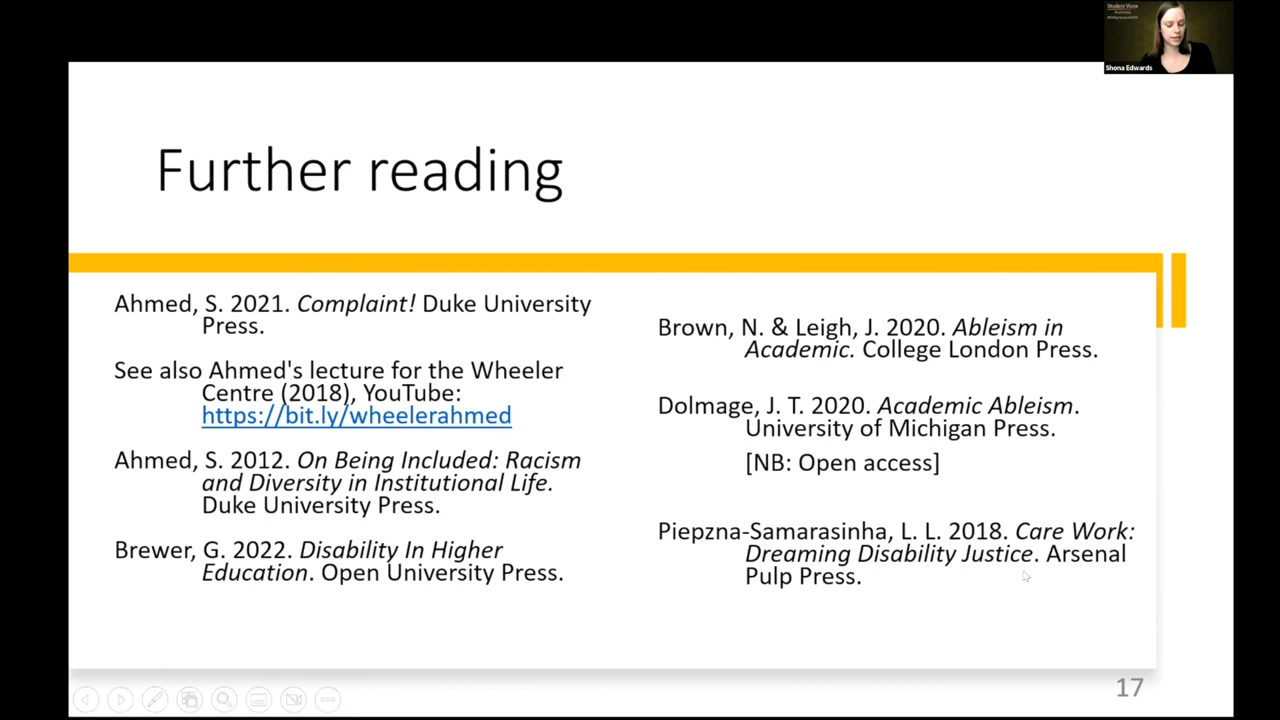 Student Voice
Australia
Shona Edwards
Further reading
Ahmed, S. 2021. Complaint! Duke University
Press.
See also Ahmed's lecture for the Wheeler
Centre (2018), YouTube:
https://bit.ly/wheelerahmed
Ahmed, S. 2012. On Being Included: Racism
and Diversity in Institutional Life.
Duke University Press.
Brewer, G. 2022. Disability In Higher
Education. Open University Press.
Brown, N. & Leigh, J. 2020. Ableism in
Academic. College London Press.
Dolmage, J. T. 2020. Academic Ableism.
University of Michigan Press.
[NB: Open access]
Piepzna-Samarasinha, L. L. 2018. Care Work:
Dreaming Disability Justice. Arsenal
Pulp Press.
17